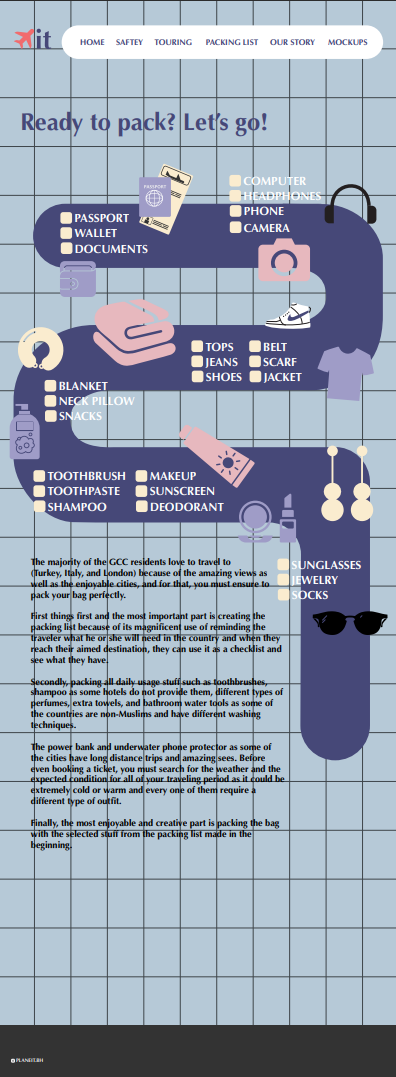 it
HOME SAFTEY TOURING PACKING LIST OUR STORY MOCKUPS
Ready to pack? Let's go!
PASSPORT
PASSPORT
WALLET
DOCUMENTS
COMPUTER
HEADPHONES
PHONE
CAMERA
TOPS BELT
JEANS SCARF
SHOES JACKET
BLANKET
NECK PILLOW
SNACKS
TOOTHBRUSH MAKEUP
TOOTHPASTE SUNSCREEN
SHAMPOO DEODORANT
SUNGLASSES
JEWELRY
SOCKS
The majority of the GCC residents love to travel to
(Turkey, Italy, and London) because of the amazing views as
well as the enjoyable cities, and for that, you must ensure to
pack your bag perfectly.
First things first and the most important part is creating the
packing list because of its magnificent use of reminding the
traveler what he or she will need in the country and when they
reach their aimed destination, they can use it as a checklist and
see what they have.
Secondly, packing all daily usage stuff such as toothbrushes,
shampoo as some hotels do not provide them, different types of
perfumes, extra towels, and bathroom water tools as some of
the countries are non-Muslims and have different washing
techniques.
The power bank and underwater phone protector as some of
the cities have long distance trips and amazing sees. Before
even booking a ticket, you must search for the weather and the
expected condition for all of your traveling period as it could be
extremely cold or warm and every one of them require a
different type of outfit.
Finally, the most enjoyable and creative part is packing the bag
with the selected stuff from the packing list made in the
beginning.
PLANEIT.BH